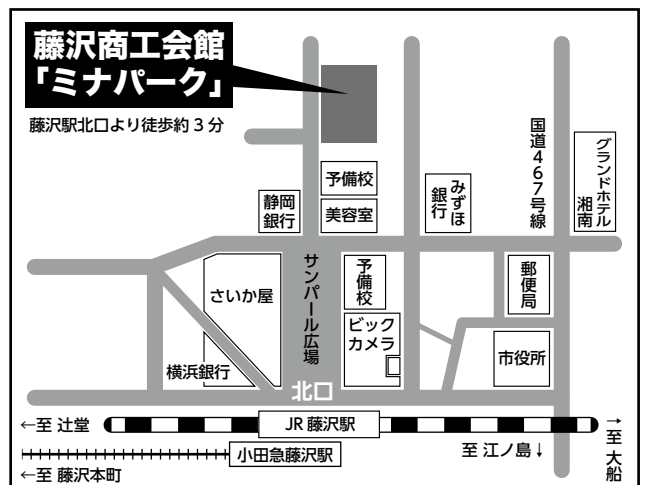 藤沢商工会館
「ミナパーク」
藤沢駅北口より徒歩約3分
予備校
美容室
静岡
銀行
みずほ
銀行
国道467号線
グランドホテル
湘南
さいか屋
サンパール広場
予備校
ビック
カメラ
郵便局
市役所
横浜銀行
北口
←至 辻堂
JR 藤沢駅
→至 大船
小田急藤沢駅
至 江ノ島↓
←至 藤沢本町